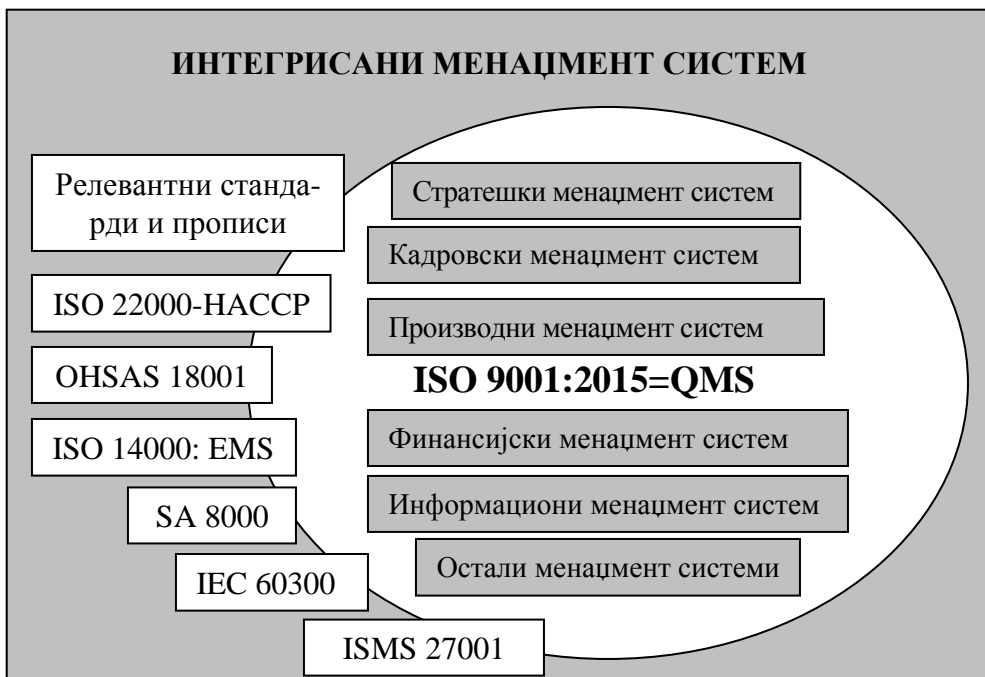 ИНТЕГРИСАНИ МЕНАЏМЕНТ СИСТЕМ
Релевантни станда-
рди и прописи
ISO 22000-HACCP
OHSAS 18001
ISO 14000: EMS
SA 8000
IEC 60300
ISMS 27001
Стратешки менаџмент систем
Кадровски менаџмент систем
Производни менаџмент систем
ISO 9001:2015=QMS
Финансијски менаџмент систем
Информациони менаџмент систем
Остали менаџмент системи